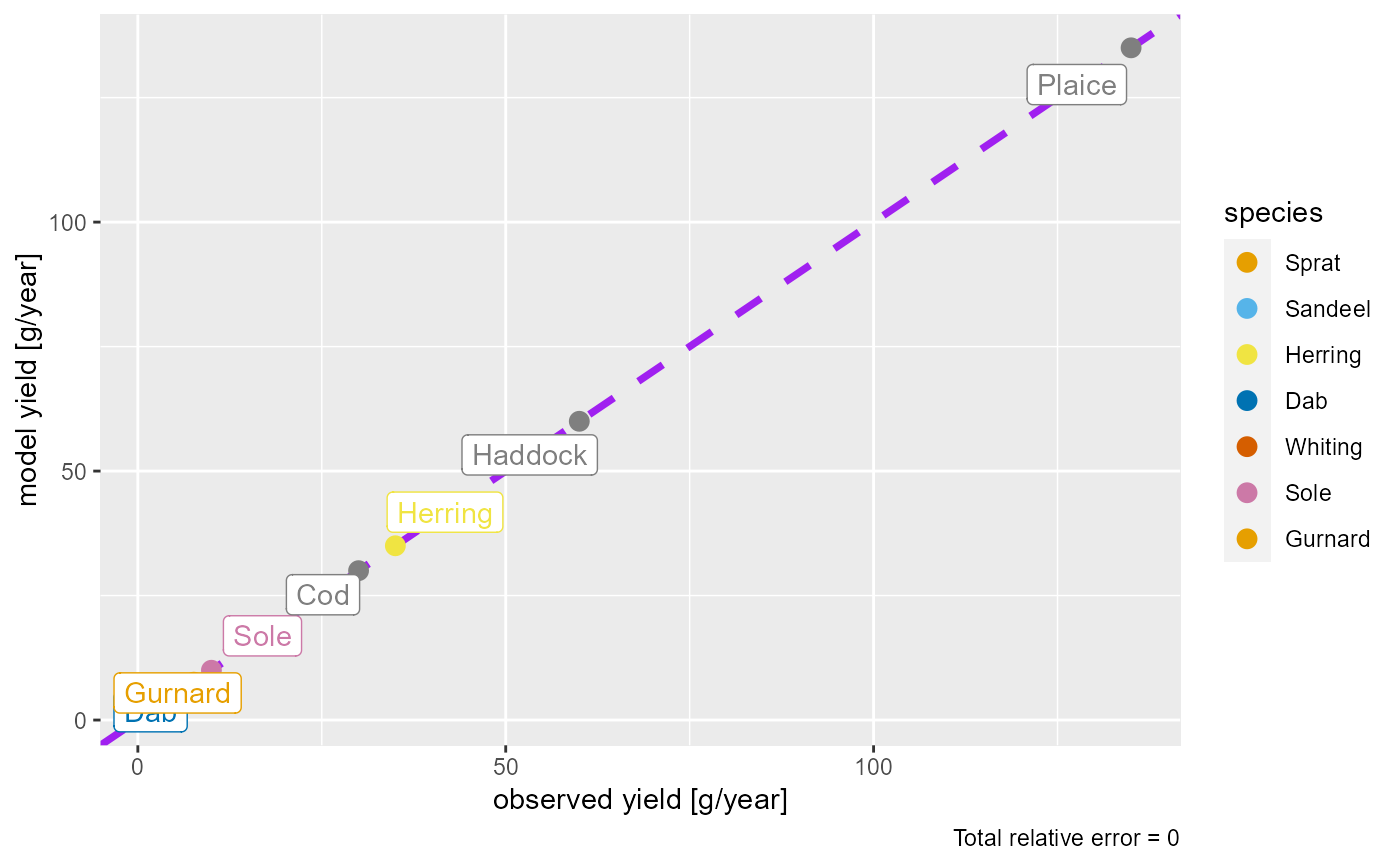 model yield [g/year]
100
50
0
Plaice
Haddock
Herring
Cod
Sole
Gurnard
Dab
0
50
100
observed yield [g/year]
Total relative error = 0
species
Sprat
Sandeel
Herring
Dab
Whiting
Sole
Gurnard